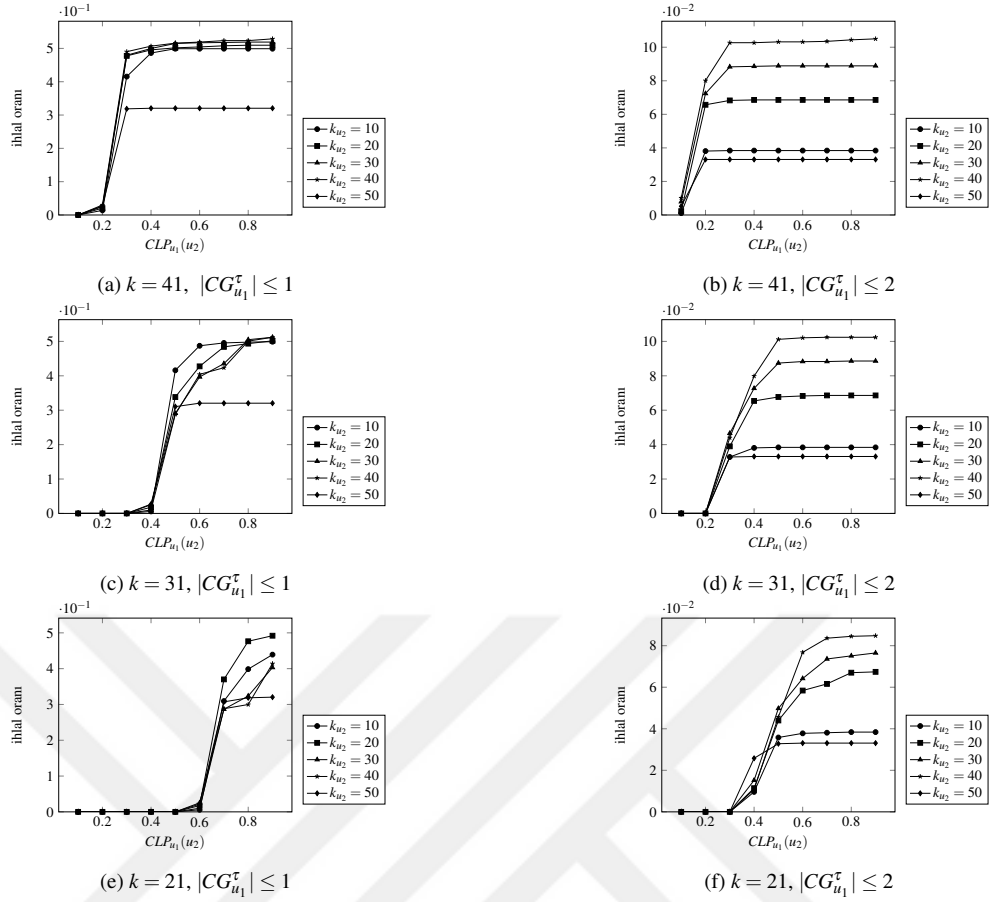 ·10⁻¹
5
4
3
2
1
0
ihlal oranı
0.2 0.4 0.6 0.8
CLP_{u_1}(u_2)
k_{u_2} = 10
k_{u_2} = 20
k_{u_2} = 30
k_{u_2} = 40
k_{u_2} = 50
(a) k = 41, |CG^τ_{u_1}| ≤ 1
·10⁻²
10
8
6
4
2
0
ihlal oranı
0.2 0.4 0.6 0.8
CLP_{u_1}(u_2)
k_{u_2} = 10
k_{u_2} = 20
k_{u_2} = 30
k_{u_2} = 40
k_{u_2} = 50
(b) k = 41, |CG^τ_{u_1}| ≤ 2
·10⁻¹
5
4
3
2
1
0
ihlal oranı
0.2 0.4 0.6 0.8
CLP_{u_1}(u_2)
k_{u_2} = 10
k_{u_2} = 20
k_{u_2} = 30
k_{u_2} = 40
k_{u_2} = 50
(c) k = 31, |CG^τ_{u_1}| ≤ 1
·10⁻²
10
8
6
4
2
0
ihlal oranı
0.2 0.4 0.6 0.8
CLP_{u_1}(u_2)
k_{u_2} = 10
k_{u_2} = 20
k_{u_2} = 30
k_{u_2} = 40
k_{u_2} = 50
(d) k = 31, |CG^τ_{u_1}| ≤ 2
·10⁻¹
5
4
3
2
1
0
ihlal oranı
0.2 0.4 0.6 0.8
CLP_{u_1}(u_2)
k_{u_2} = 10
k_{u_2} = 20
k_{u_2} = 30
k_{u_2} = 40
k_{u_2} = 50
(e) k = 21, |CG^τ_{u_1}| ≤ 1
·10⁻²
8
6
4
2
0
ihlal oranı
0.2 0.4 0.6 0.8
CLP_{u_1}(u_2)
k_{u_2} = 10
k_{u_2} = 20
k_{u_2} = 30
k_{u_2} = 40
k_{u_2} = 50
(f) k = 21, |CG^τ_{u_1}| ≤ 2